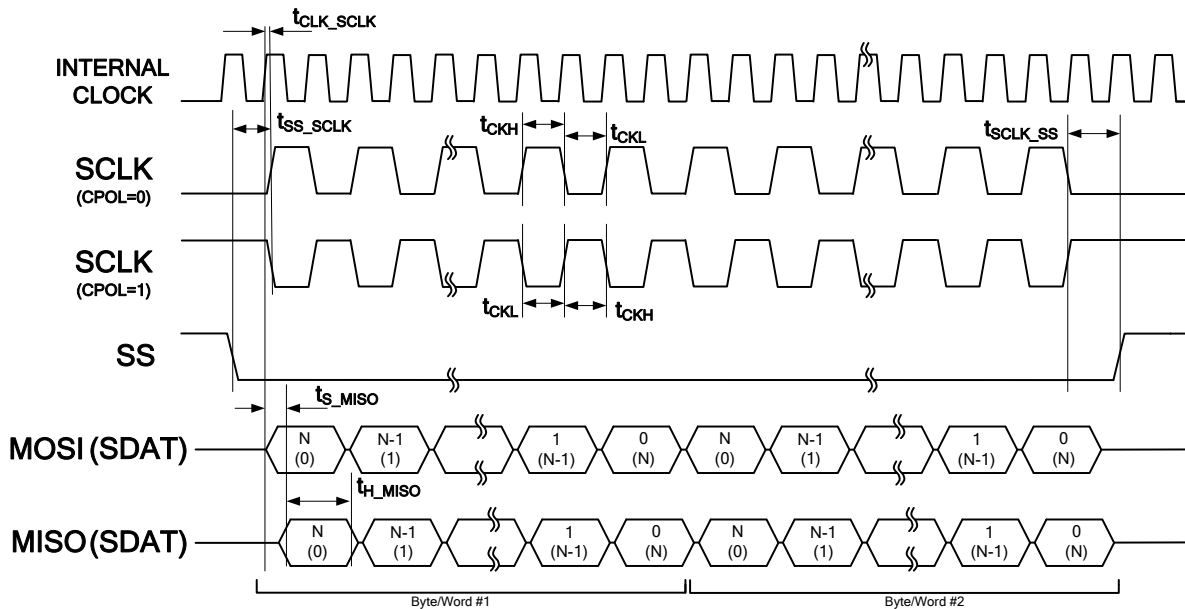 tCLK_SCLK
INTERNAL
CLOCK
tSS_SCLK
tCKH
tCKL
tSCLK_SS
SCLK
(CPOL=0)
SCLK
(CPOL=1)
tCKL
tCKH
SS
tS_MISO
MOSI (SDAT)
N
(0)
N-1
(1)
1
(N-1)
0
(N)
N
(0)
N-1
(1)
1
(N-1)
0
(N)
tH_MISO
MISO (SDAT)
N
(0)
N-1
(1)
1
(N-1)
0
(N)
N
(0)
N-1
(1)
1
(N-1)
0
(N)
Byte/Word #1
Byte/Word #2